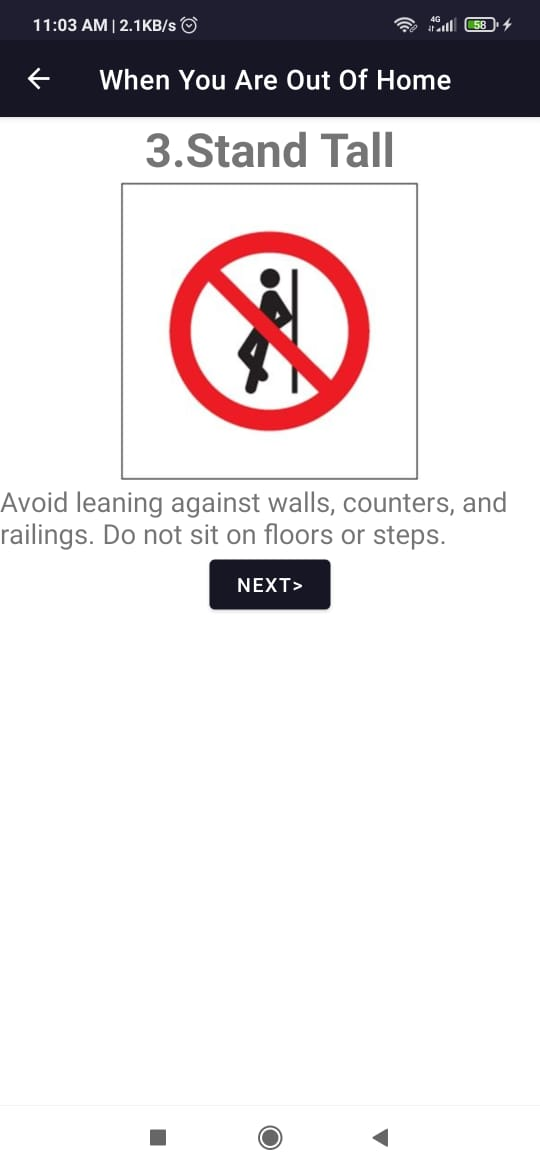 11:03 AM | 2.1KB/s
4G
58
When You Are Out Of Home
3.Stand Tall
Avoid leaning against walls, counters, and
railings. Do not sit on floors or steps.
NEXT>